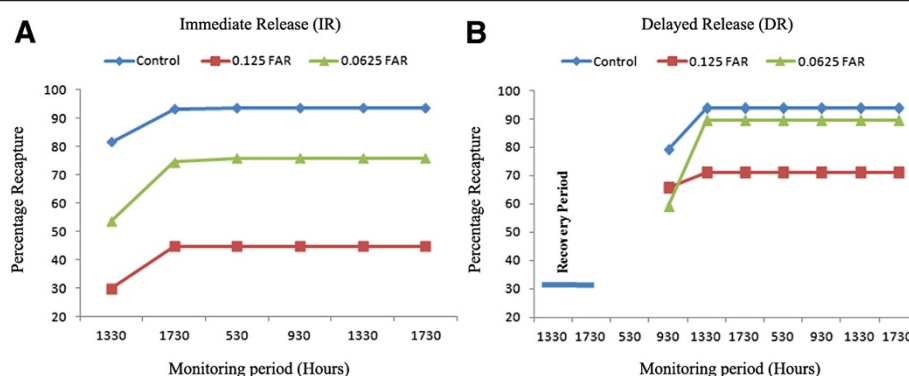 A
Immediate Release (IR)
Control 0.125 FAR 0.0625 FAR
Percentage Recapture
100
90
80
70
60
50
40
30
20
1330 1730 530 930 1330 1730
Monitoring period (Hours)
B
Delayed Release (DR)
Control 0.125 FAR 0.0625 FAR
Percentage Recapture
100
90
80
70
60
50
40
30
20
Recovery Period
1330 1730 530 930 1330 1730 530 930 1330 1730
Monitoring period (Hours)